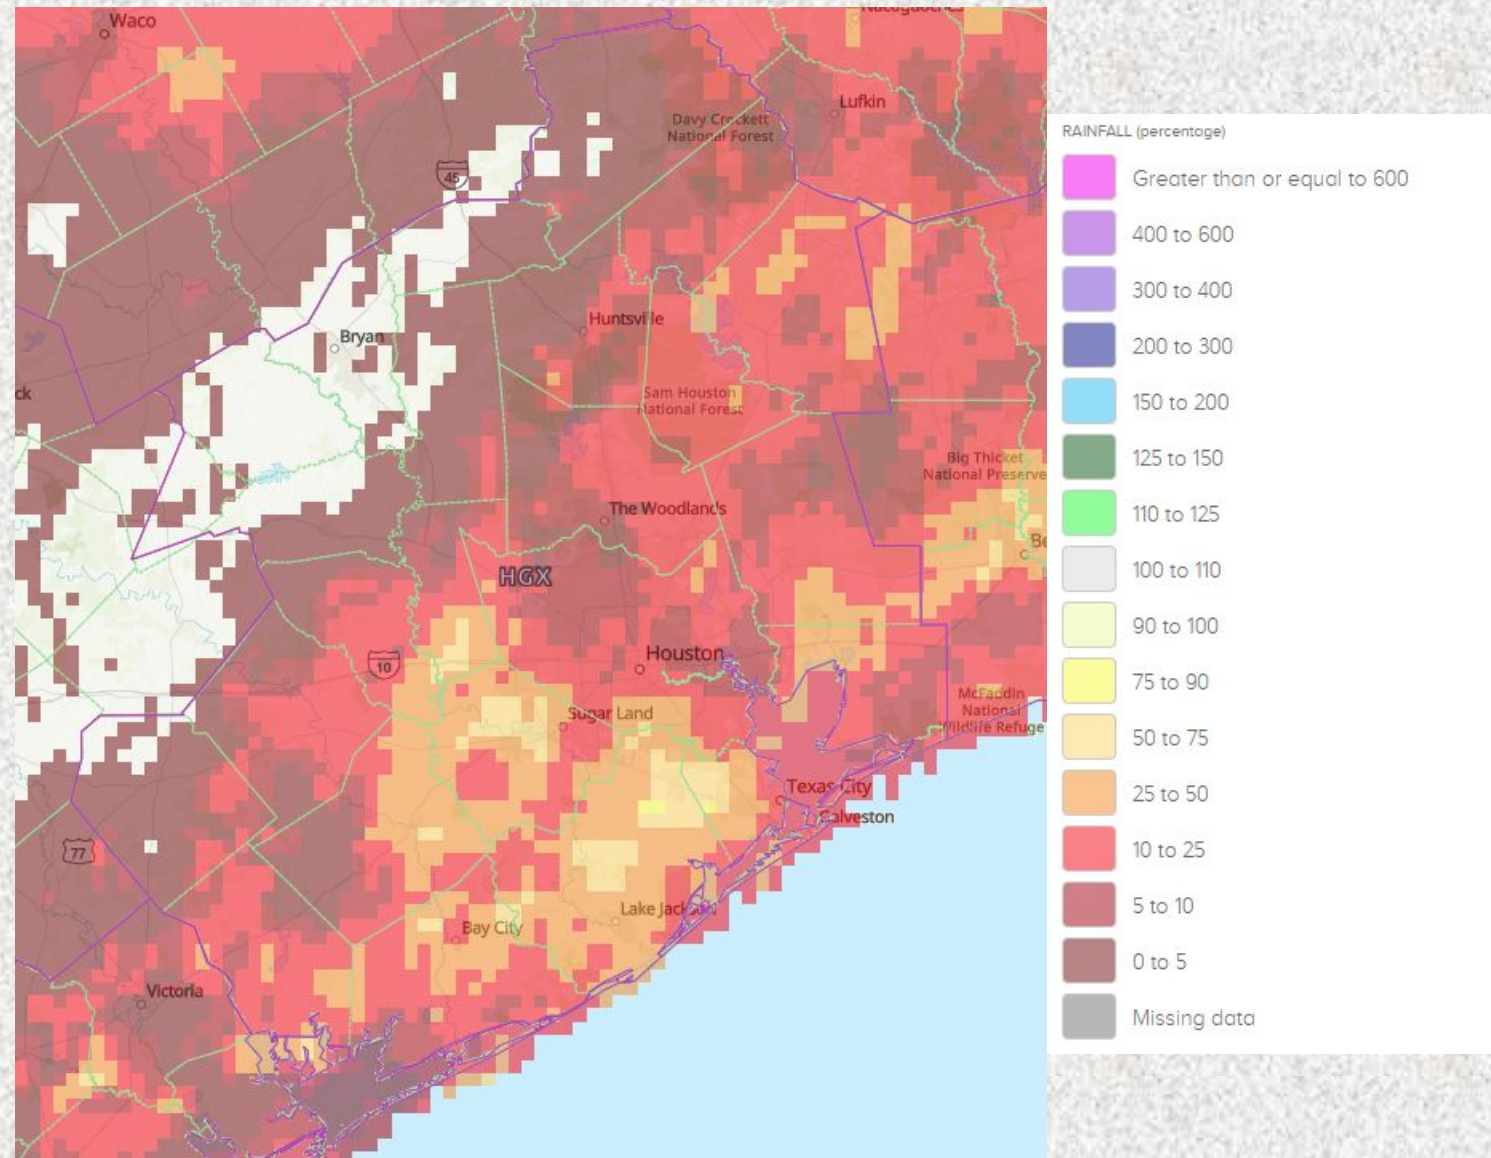 Nacogdoches
Waco
Lufkin
Davy Crockett
National Forest
45
Bryan
Huntsville
ck
Sam Houston
National Forest
Big Thicket
National Preserve
The Woodlands
Be
HGX
10
Houston
McFaddin
National
Wildlife Refuge
Sugar Land
Texas City
Galveston
77
Lake Jackson
Bay City
Victoria
RAINFALL (percentage)
Greater than or equal to 600
400 to 600
300 to 400
200 to 300
150 to 200
125 to 150
110 to 125
100 to 110
90 to 100
75 to 90
50 to 75
25 to 50
10 to 25
5 to 10
0 to 5
Missing data